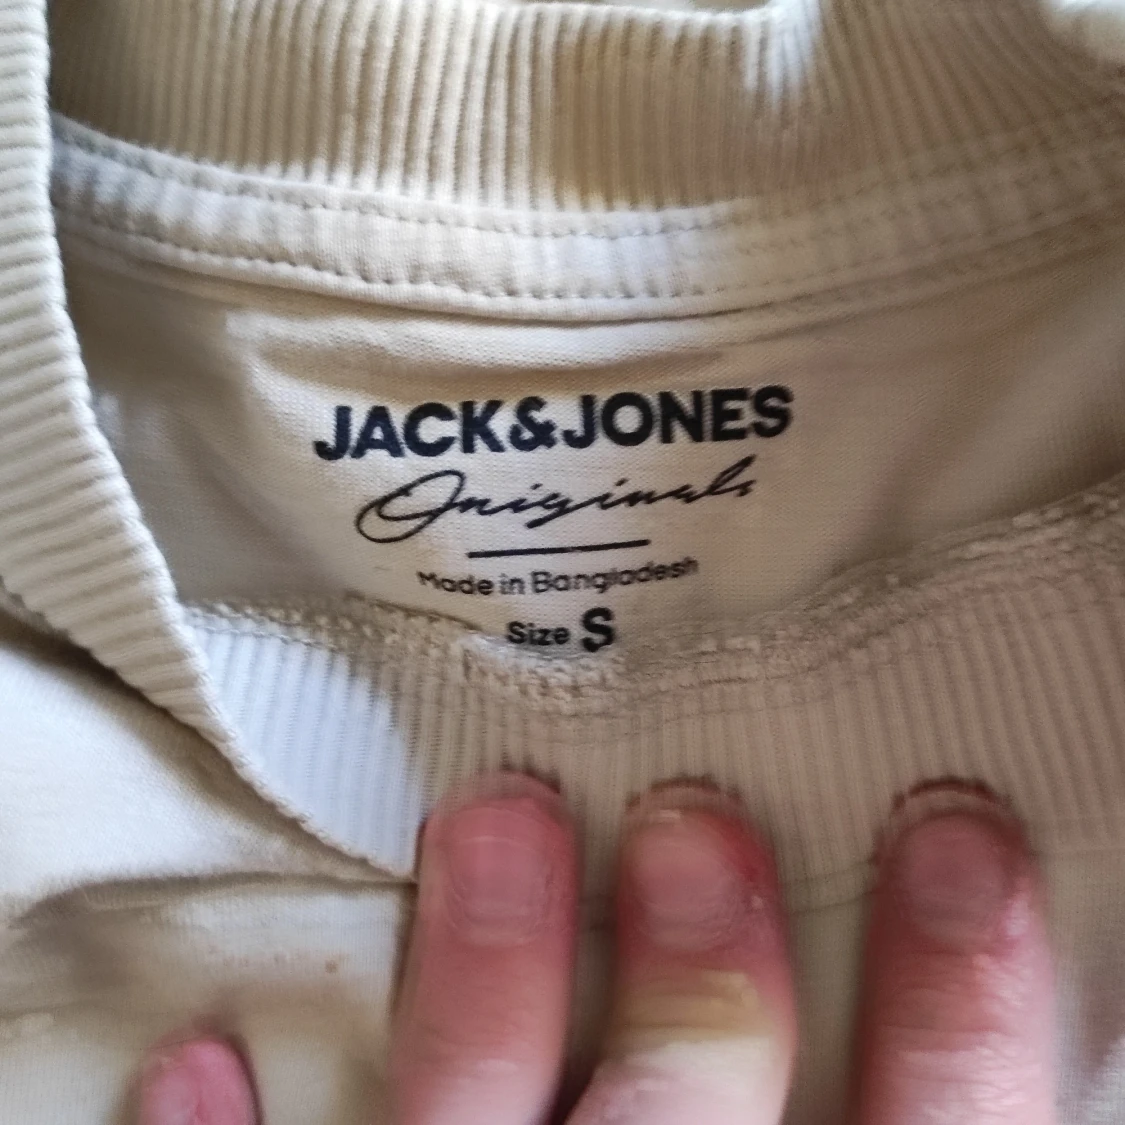 JACK&JONES
Originals
Made in Bangladesh
Size S